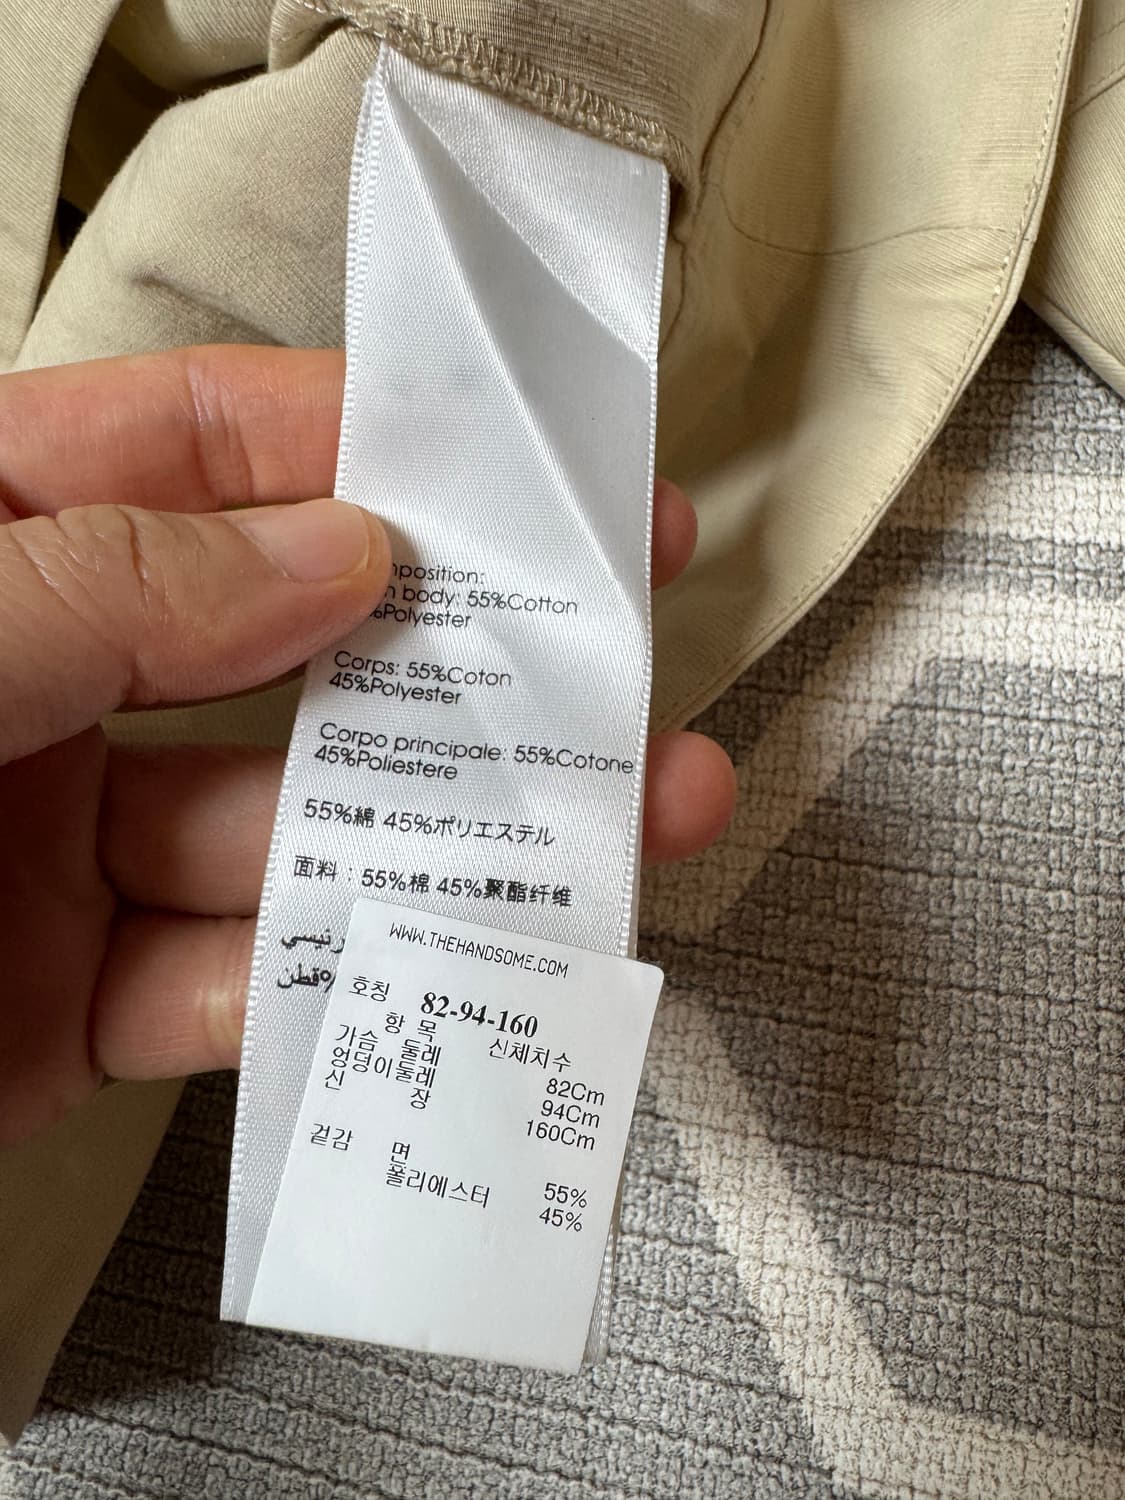 body: 55%Cotton
%Polyester
Corps: 55%Coton
45%Polyester
Corpo principale: 55%Cotone
45%Poliestere
55%綿 45%ポリエステル
面料：55%棉 45%聚酯纤维
WWW.THEHANDSOME.COM
호칭 82-94-160
항 목 신체치수
가슴 둘레 82Cm
엉덩이둘레 94Cm
신 장 160Cm
겉감 면 55%
폴리에스터 45%